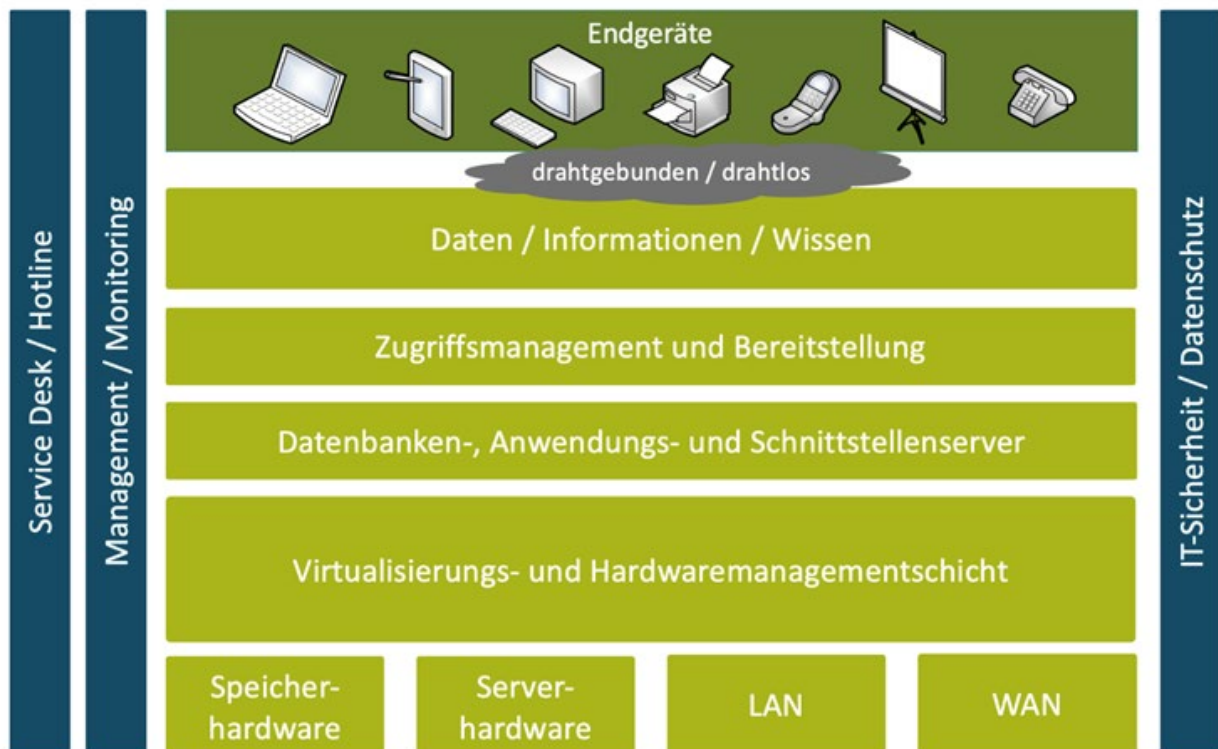 Service Desk / Hotline
Management / Monitoring
Endgeräte
drahtgebunden / drahtlos
Daten / Informationen / Wissen
Zugriffsmanagement und Bereitstellung
Datenbanken-, Anwendungs- und Schnittstellenserver
Virtualisierungs- und Hardwaremanagementschicht
Speicher-
hardware
Server-
hardware
LAN
WAN
IT-Sicherheit / Datenschutz